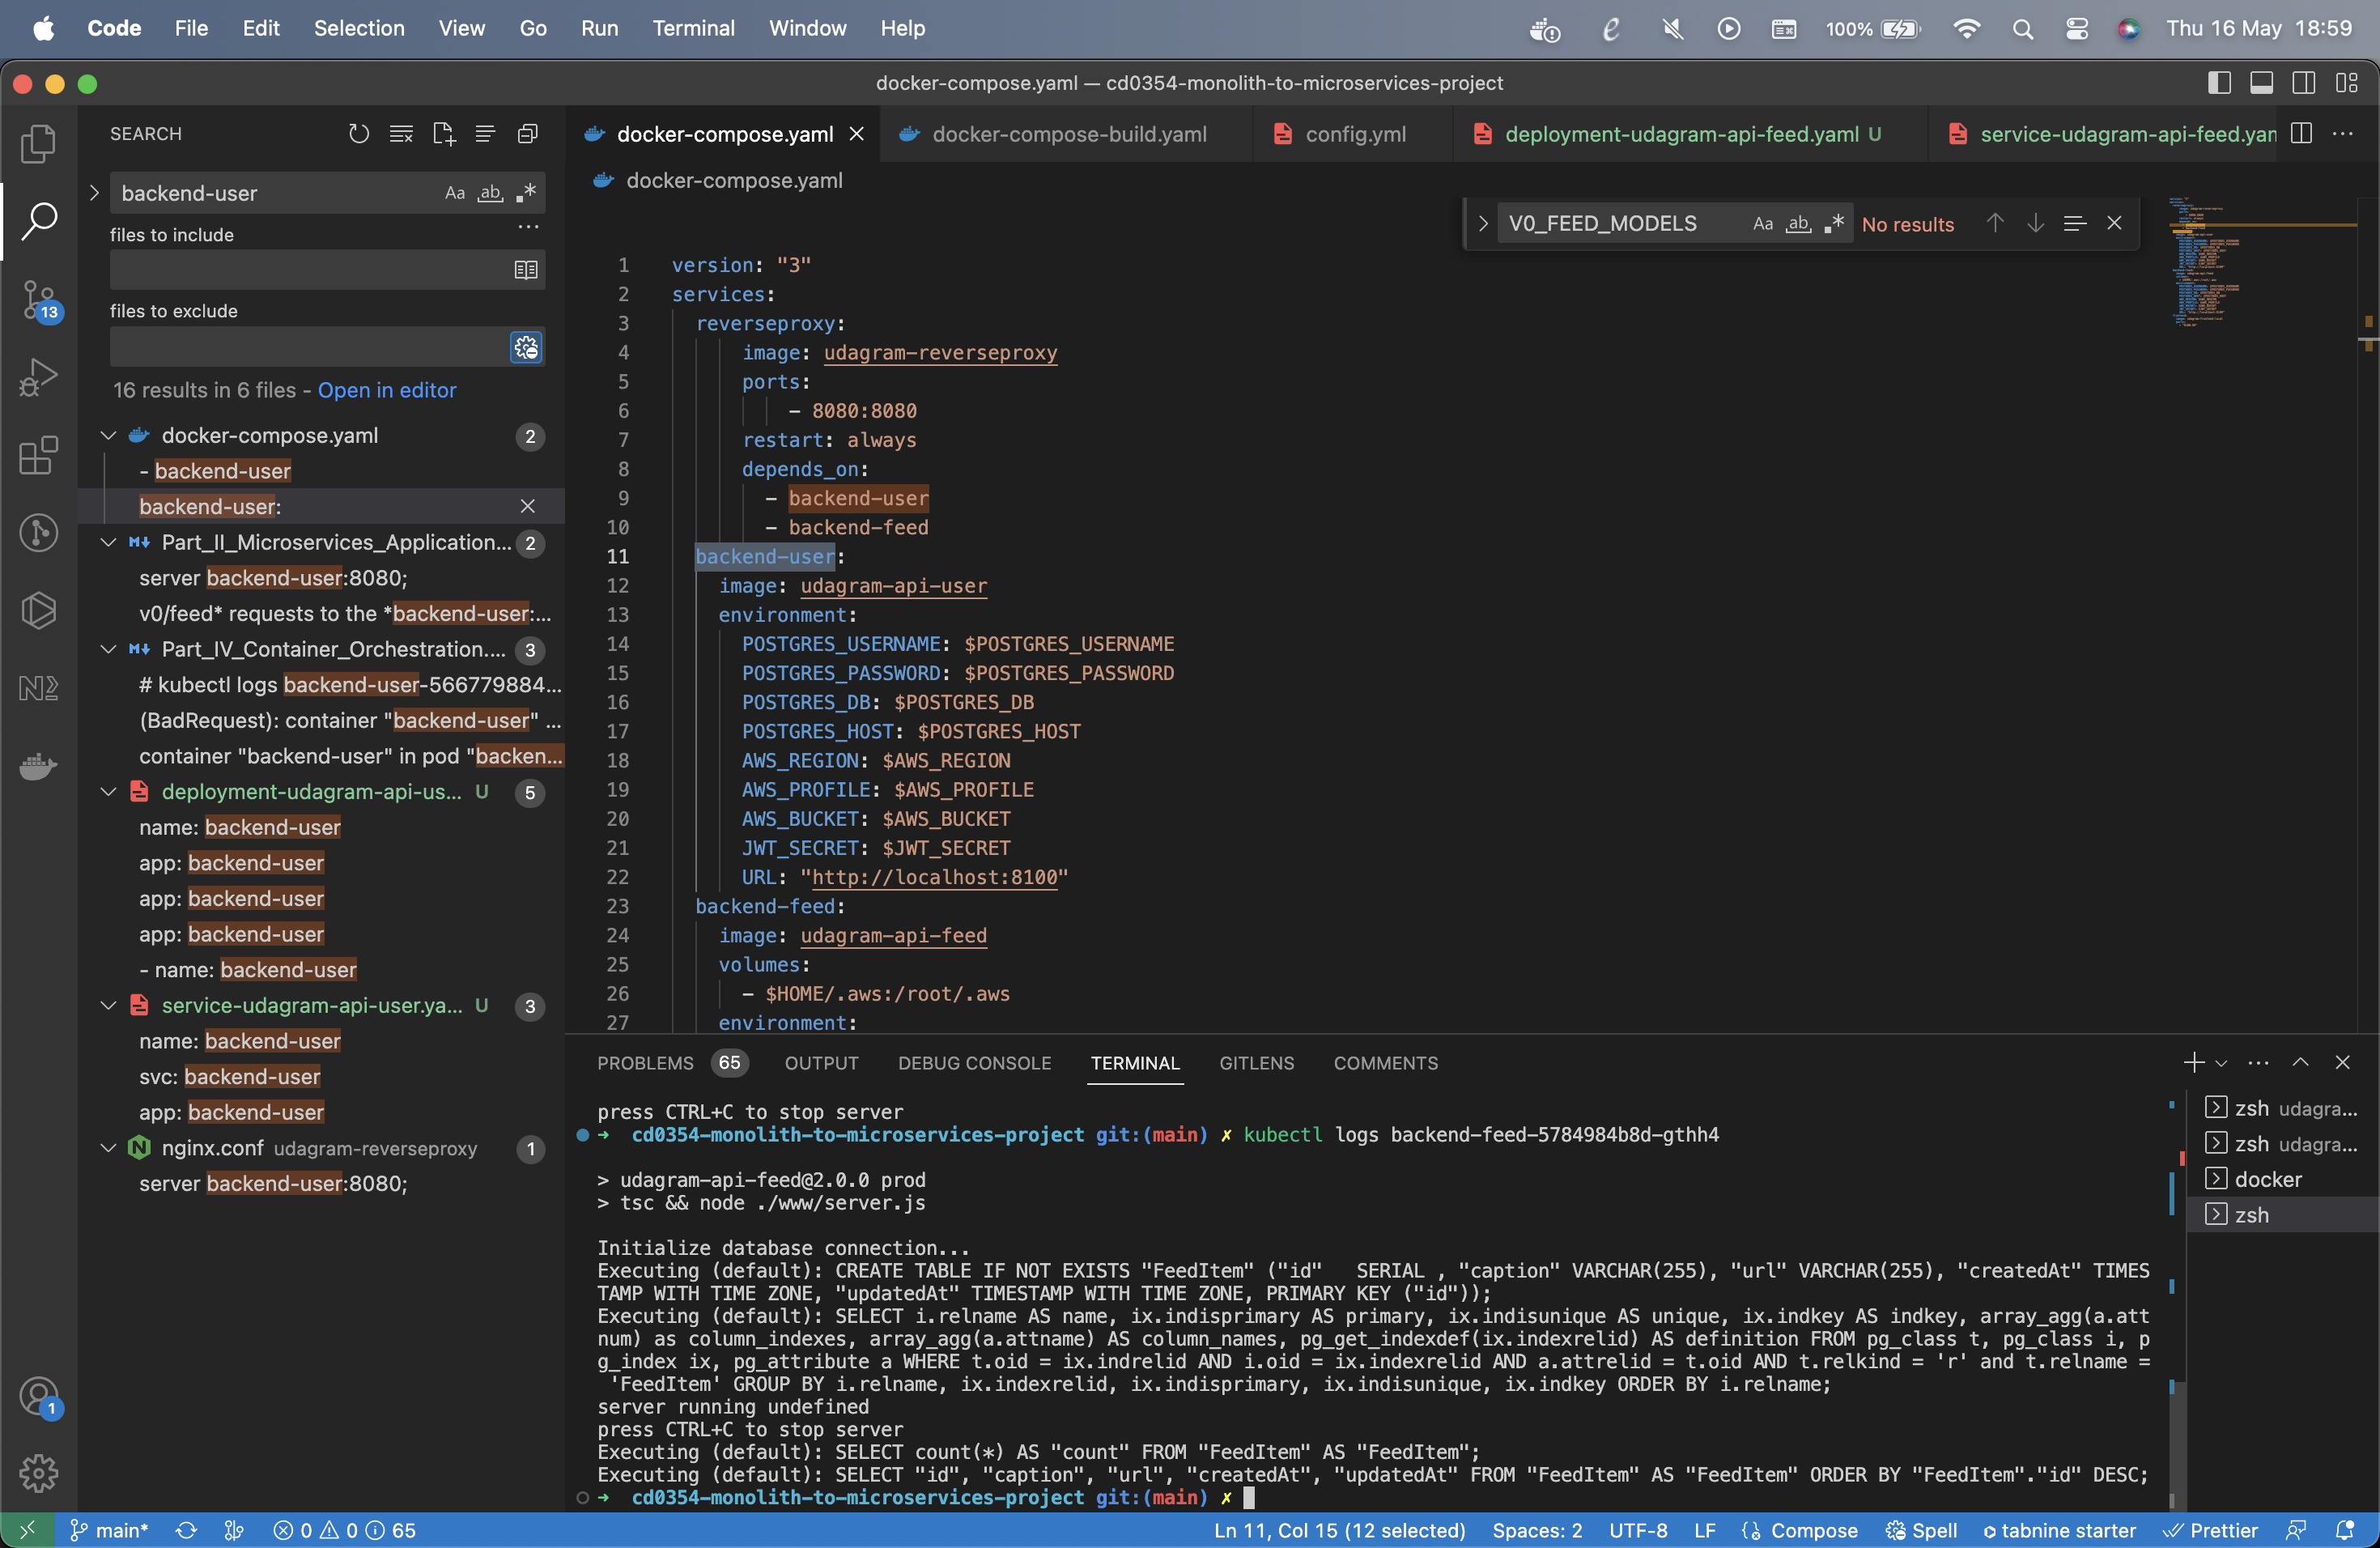 Code File Edit Selection View Go Run Terminal Window Help 100% Thu 16 May 18:59
docker-compose.yaml — cd0354-monolith-to-microservices-project
SEARCH
backend-user Aa ab
files to include
files to exclude
16 results in 6 files - Open in editor
docker-compose.yaml 2
- backend-user
backend-user:
Part_II_Microservices_Application... 2
server backend-user:8080;
v0/feed* requests to the *backend-user:...
Part_IV_Container_Orchestration.... 3
# kubectl logs backend-user-566779884...
(BadRequest): container "backend-user" ...
container "backend-user" in pod "backen...
deployment-udagram-api-us... U 5
name: backend-user
app: backend-user
app: backend-user
app: backend-user
- name: backend-user
service-udagram-api-user.ya... U 3
name: backend-user
svc: backend-user
app: backend-user
nginx.conf udagram-reverseproxy 1
server backend-user:8080;
13
1
docker-compose.yaml docker-compose-build.yaml config.yml deployment-udagram-api-feed.yaml U service-udagram-api-feed.yam
docker-compose.yaml
V0_FEED_MODELS Aa ab No results
1 version: "3"
2 services:
3 reverseproxy:
4 image: udagram-reverseproxy
5 ports:
6 - 8080:8080
7 restart: always
8 depends_on:
9 - backend-user
10 - backend-feed
11 backend-user:
12 image: udagram-api-user
13 environment:
14 POSTGRES_USERNAME: $POSTGRES_USERNAME
15 POSTGRES_PASSWORD: $POSTGRES_PASSWORD
16 POSTGRES_DB: $POSTGRES_DB
17 POSTGRES_HOST: $POSTGRES_HOST
18 AWS_REGION: $AWS_REGION
19 AWS_PROFILE: $AWS_PROFILE
20 AWS_BUCKET: $AWS_BUCKET
21 JWT_SECRET: $JWT_SECRET
22 URL: "http://localhost:8100"
23 backend-feed:
24 image: udagram-api-feed
25 volumes:
26 - $HOME/.aws:/root/.aws
27 environment:
PROBLEMS 65 OUTPUT DEBUG CONSOLE TERMINAL GITLENS COMMENTS
press CTRL+C to stop server
➜ cd0354-monolith-to-microservices-project git:(main) ✗ kubectl logs backend-feed-5784984b8d-gthh4
> udagram-api-feed@2.0.0 prod
> tsc && node ./www/server.js
Initialize database connection...
Executing (default): CREATE TABLE IF NOT EXISTS "FeedItem" ("id"   SERIAL , "caption" VARCHAR(255), "url" VARCHAR(255), "createdAt" TIMES
TAMP WITH TIME ZONE, "updatedAt" TIMESTAMP WITH TIME ZONE, PRIMARY KEY ("id"));
Executing (default): SELECT i.relname AS name, ix.indisprimary AS primary, ix.indisunique AS unique, ix.indkey AS indkey, array_agg(a.att
num) as column_indexes, array_agg(a.attname) AS column_names, pg_get_indexdef(ix.indexrelid) AS definition FROM pg_class t, pg_class i, p
g_index ix, pg_attribute a WHERE t.oid = ix.indrelid AND i.oid = ix.indexrelid AND a.attrelid = t.oid AND t.relkind = 'r' and t.relname =
'FeedItem' GROUP BY i.relname, ix.indexrelid, ix.indisprimary, ix.indisunique, ix.indkey ORDER BY i.relname;
server running undefined
press CTRL+C to stop server
Executing (default): SELECT count(*) AS "count" FROM "FeedItem" AS "FeedItem";
Executing (default): SELECT "id", "caption", "url", "createdAt", "updatedAt" FROM "FeedItem" AS "FeedItem" ORDER BY "FeedItem"."id" DESC;
➜ cd0354-monolith-to-microservices-project git:(main) ✗
zsh udagra...
zsh udagra...
docker
zsh
main* 0 0 65 Ln 11, Col 15 (12 selected) Spaces: 2 UTF-8 LF Compose Spell tabnine starter Prettier